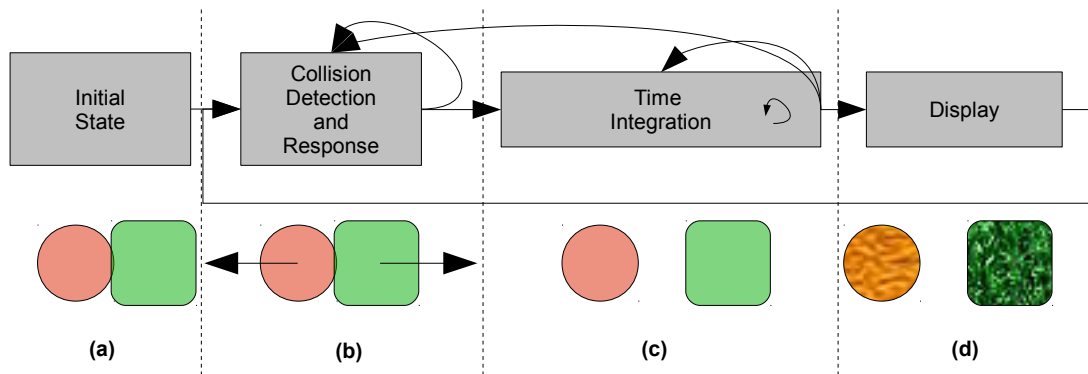 Initial
State
Collision
Detection
and
Response
Time
Integration
Display
(a)
(b)
(c)
(d)